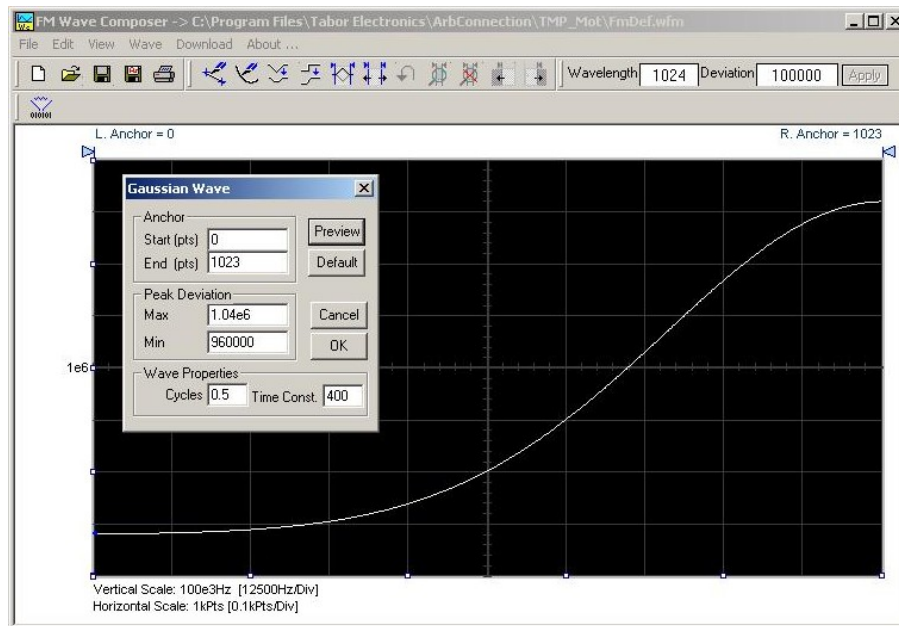 FM Wave Composer -> C:\Program Files\Tabor Electronics\ArbConnection\TMP_Mot\FmDef.wfm
File Edit View Wave Download About ...
Wavelength 1024 Deviation 100000 Apply
010101
L. Anchor = 0
R. Anchor = 1023
Gaussian Wave
Anchor
Start (pts) 0
End (pts) 1023
Preview
Default
Peak Deviation
Max 1.04e6
Min 960000
Cancel
OK
Wave Properties
Cycles 0.5 Time Const. 400
1e6
Vertical Scale: 100e3Hz [12500Hz/Div]
Horizontal Scale: 1kPts [0.1kPts/Div]